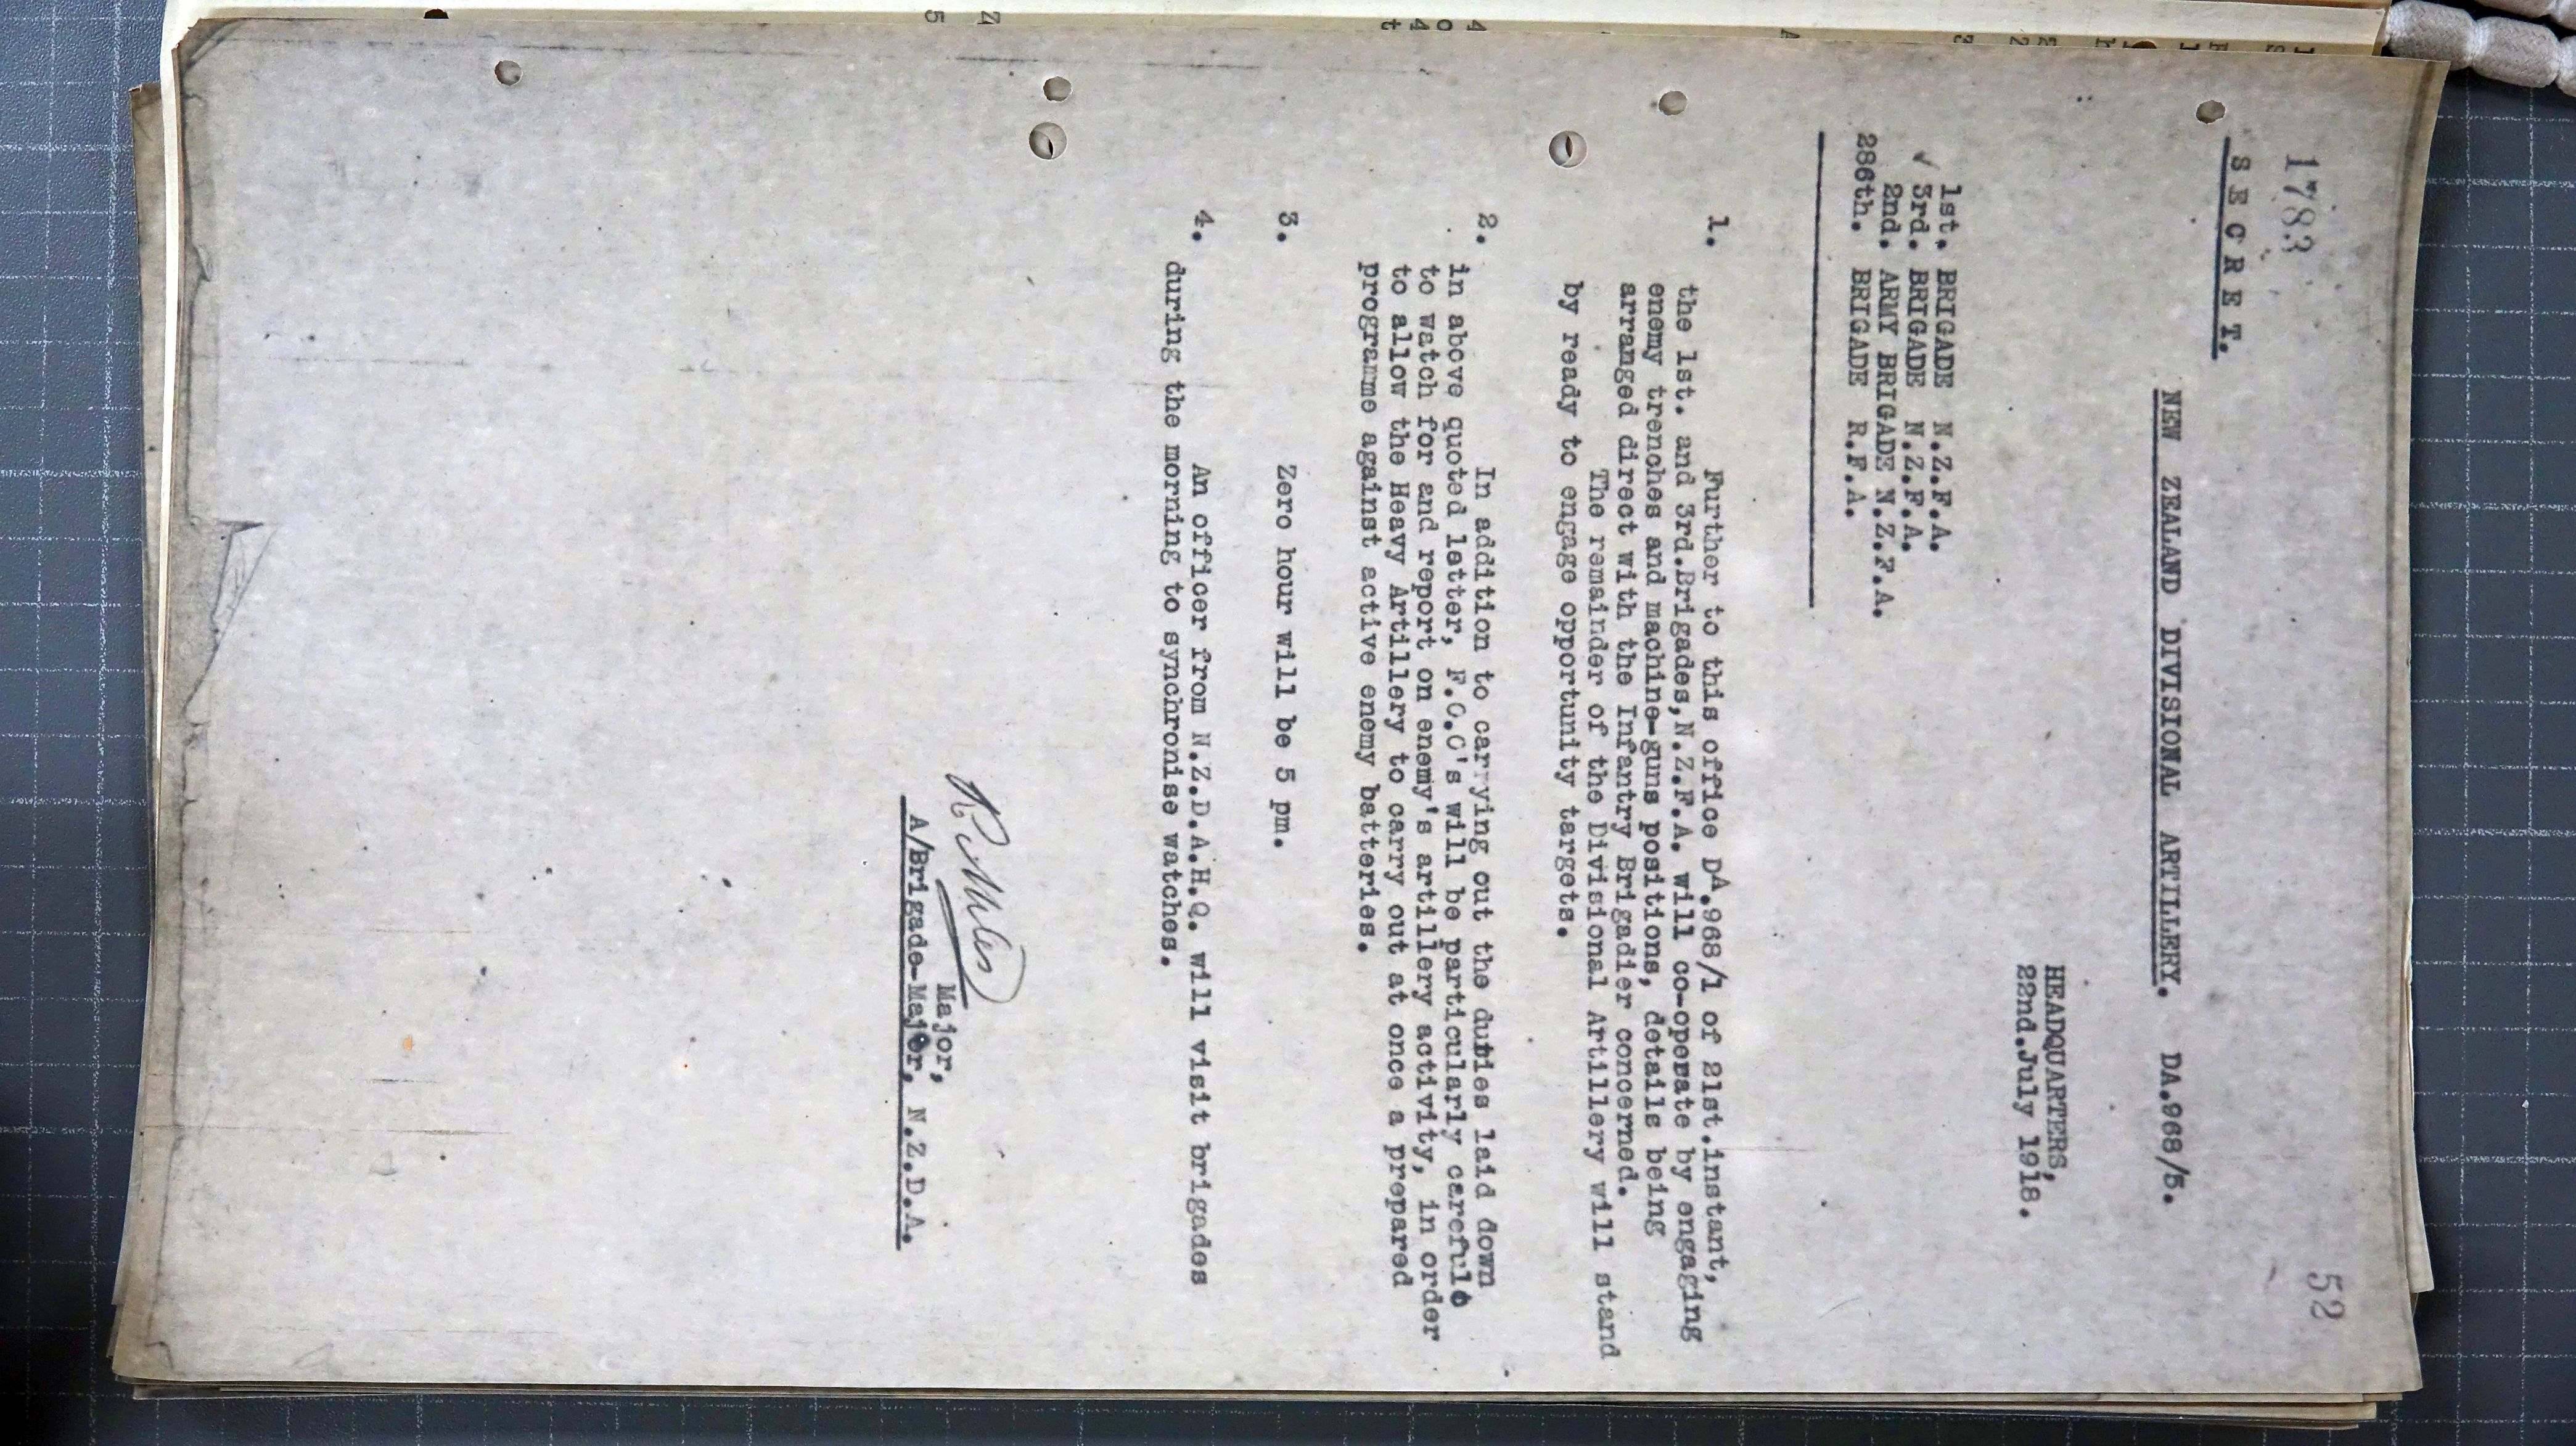 1783
52
S E C R E T.
NEW ZEALAND DIVISIONAL ARTILLERY. DA.968/5.
HEADQUARTERS,
22nd.July 1918.
1st. BRIGADE N.Z.F.A.
✓ 3rd. BRIGADE N.Z.F.A.
2nd. ARMY BRIGADE N.Z.F.A.
286th. BRIGADE R.F.A.
1. Further to this office DA.968/1 of 21st.instant,
the 1st. and 3rd.Brigades,N.Z.F.A. will co-operate by engaging
enemy trenches and machine-guns positions, details being
arranged direct with the Infantry Brigadier concerned.
The remainder of the Divisional Artillery will stand
by ready to engage opportunity targets.
2. In addition to carrying out the duties laid down
in above quoted letter, F.O.C's will be particularly careful
to watch for and report on enemy's artillery activity, in order
to allow the Heavy Artillery to carry out at once a prepared
programme against active enemy batteries.
3. Zero hour will be 5 pm.
4. An officer from N.Z.D.A.H.Q. will visit brigades
during the morning to synchronise watches.
R. Miles
Major,
A/Brigade-Major, N.Z.D.A.